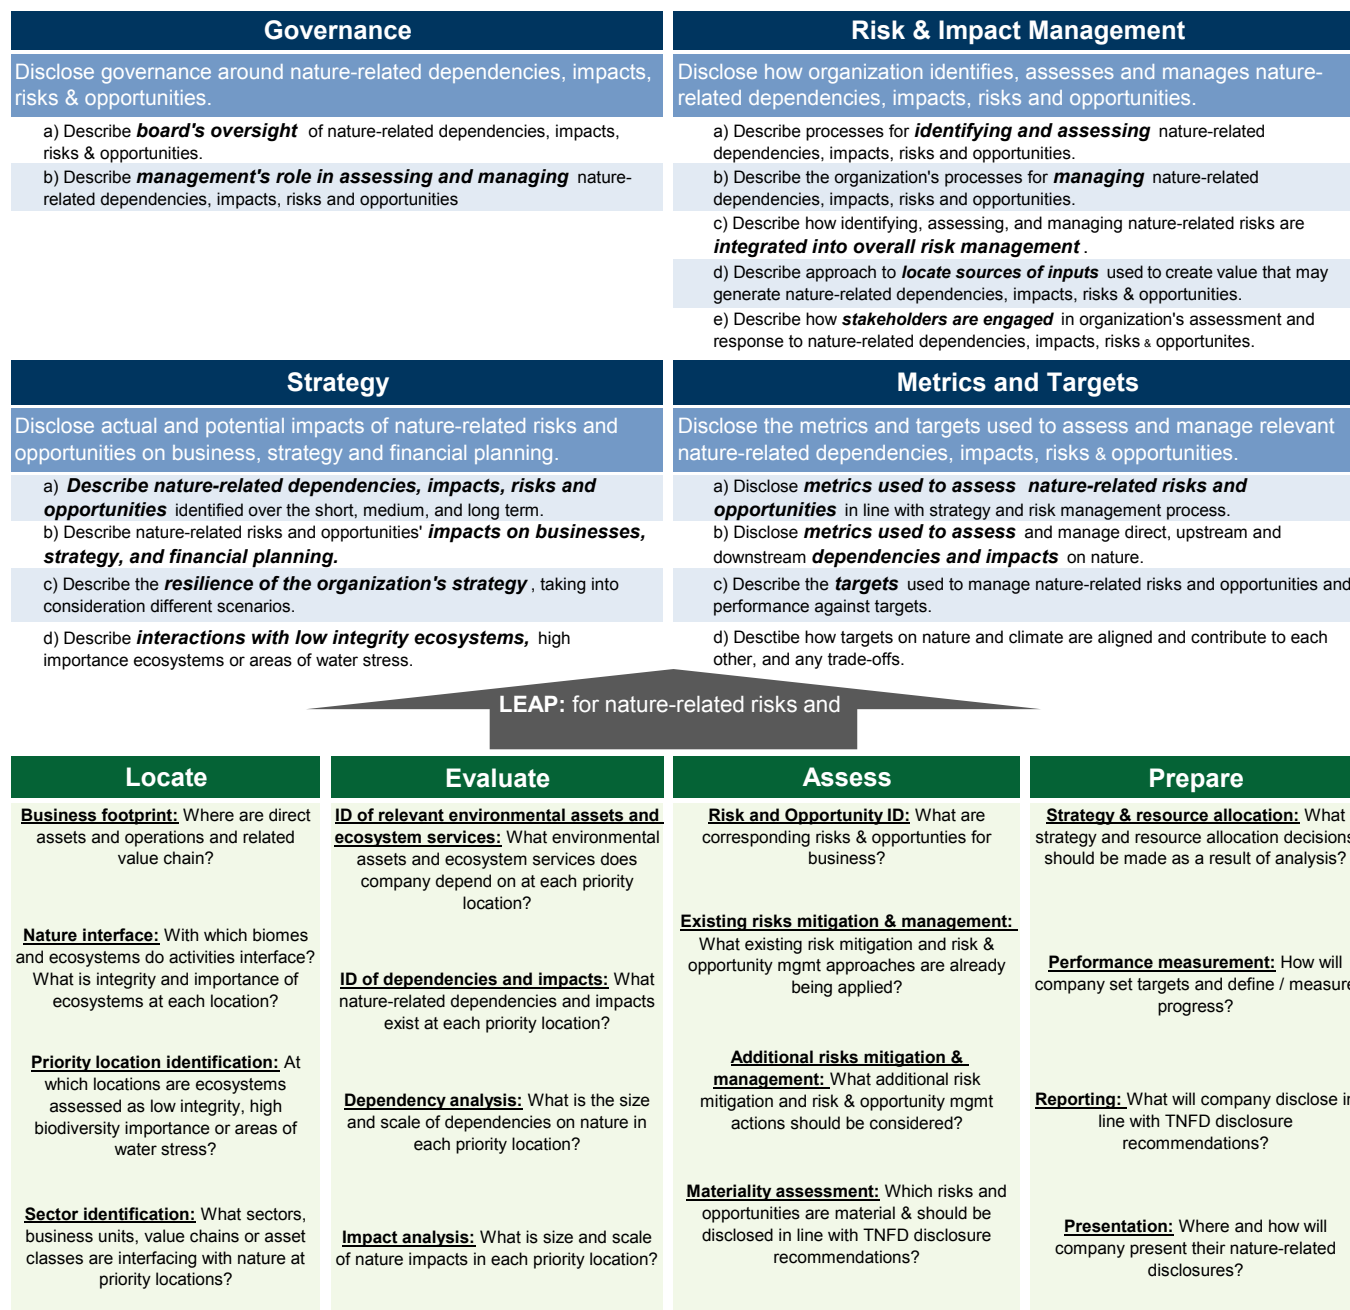 Governance
Disclose governance around nature-related dependencies, impacts,
risks & opportunities.
a) Describe board's oversight of nature-related dependencies, impacts,
risks & opportunities.
b) Describe management's role in assessing and managing nature-
related dependencies, impacts, risks and opportunities
Risk & Impact Management
Disclose how organization identifies, assesses and manages nature-
related dependencies, impacts, risks and opportunities.
a) Describe processes for identifying and assessing nature-related
dependencies, impacts, risks and opportunities.
b) Describe the organization's processes for managing nature-related
dependencies, impacts, risks and opportunities.
c) Describe how identifying, assessing, and managing nature-related risks are
integrated into overall risk management .
d) Describe approach to locate sources of inputs used to create value that may
generate nature-related dependencies, impacts, risks & opportunities.
e) Describe how stakeholders are engaged in organization's assessment and
response to nature-related dependencies, impacts, risks & opportunites.
Strategy
Disclose actual and potential impacts of nature-related risks and
opportunities on business, strategy and financial planning.
a) Describe nature-related dependencies, impacts, risks and
opportunities identified over the short, medium, and long term.
b) Describe nature-related risks and opportunities' impacts on businesses,
strategy, and financial planning.
c) Describe the resilience of the organization's strategy , taking into
consideration different scenarios.
d) Describe interactions with low integrity ecosystems, high
importance ecosystems or areas of water stress.
Metrics and Targets
Disclose the metrics and targets used to assess and manage relevant
nature-related dependencies, impacts, risks & opportunities.
a) Disclose metrics used to assess nature-related risks and
opportunities in line with strategy and risk management process.
b) Disclose metrics used to assess and manage direct, upstream and
downstream dependencies and impacts on nature.
c) Describe the targets used to manage nature-related risks and opportunities and
performance against targets.
d) Desctibe how targets on nature and climate are aligned and contribute to each
other, and any trade-offs.
LEAP: for nature-related risks and
Locate
Business footprint: Where are direct
assets and operations and related
value chain?
Nature interface: With which biomes
and ecosystems do activities interface?
What is integrity and importance of
ecosystems at each location?
Priority location identification: At
which locations are ecosystems
assessed as low integrity, high
biodiversity importance or areas of
water stress?
Sector identification: What sectors,
business units, value chains or asset
classes are interfacing with nature at
priority locations?
Evaluate
ID of relevant environmental assets and
ecosystem services: What environmental
assets and ecosystem services does
company depend on at each priority
location?
ID of dependencies and impacts: What
nature-related dependencies and impacts
exist at each priority location?
Dependency analysis: What is the size
and scale of dependencies on nature in
each priority location?
Impact analysis: What is size and scale
of nature impacts in each priority location?
Assess
Risk and Opportunity ID: What are
corresponding risks & opportunties for
business?
Existing risks mitigation & management:
What existing risk mitigation and risk &
opportunity mgmt approaches are already
being applied?
Additional risks mitigation &
management: What additional risk
mitigation and risk & opportunity mgmt
actions should be considered?
Materiality assessment: Which risks and
opportunities are material & should be
disclosed in line with TNFD disclosure
recommendations?
Prepare
Strategy & resource allocation: What
strategy and resource allocation decisions
should be made as a result of analysis?
Performance measurement: How will
company set targets and define / measure
progress?
Reporting: What will company disclose in
line with TNFD disclosure
recommendations?
Presentation: Where and how will
company present their nature-related
disclosures?